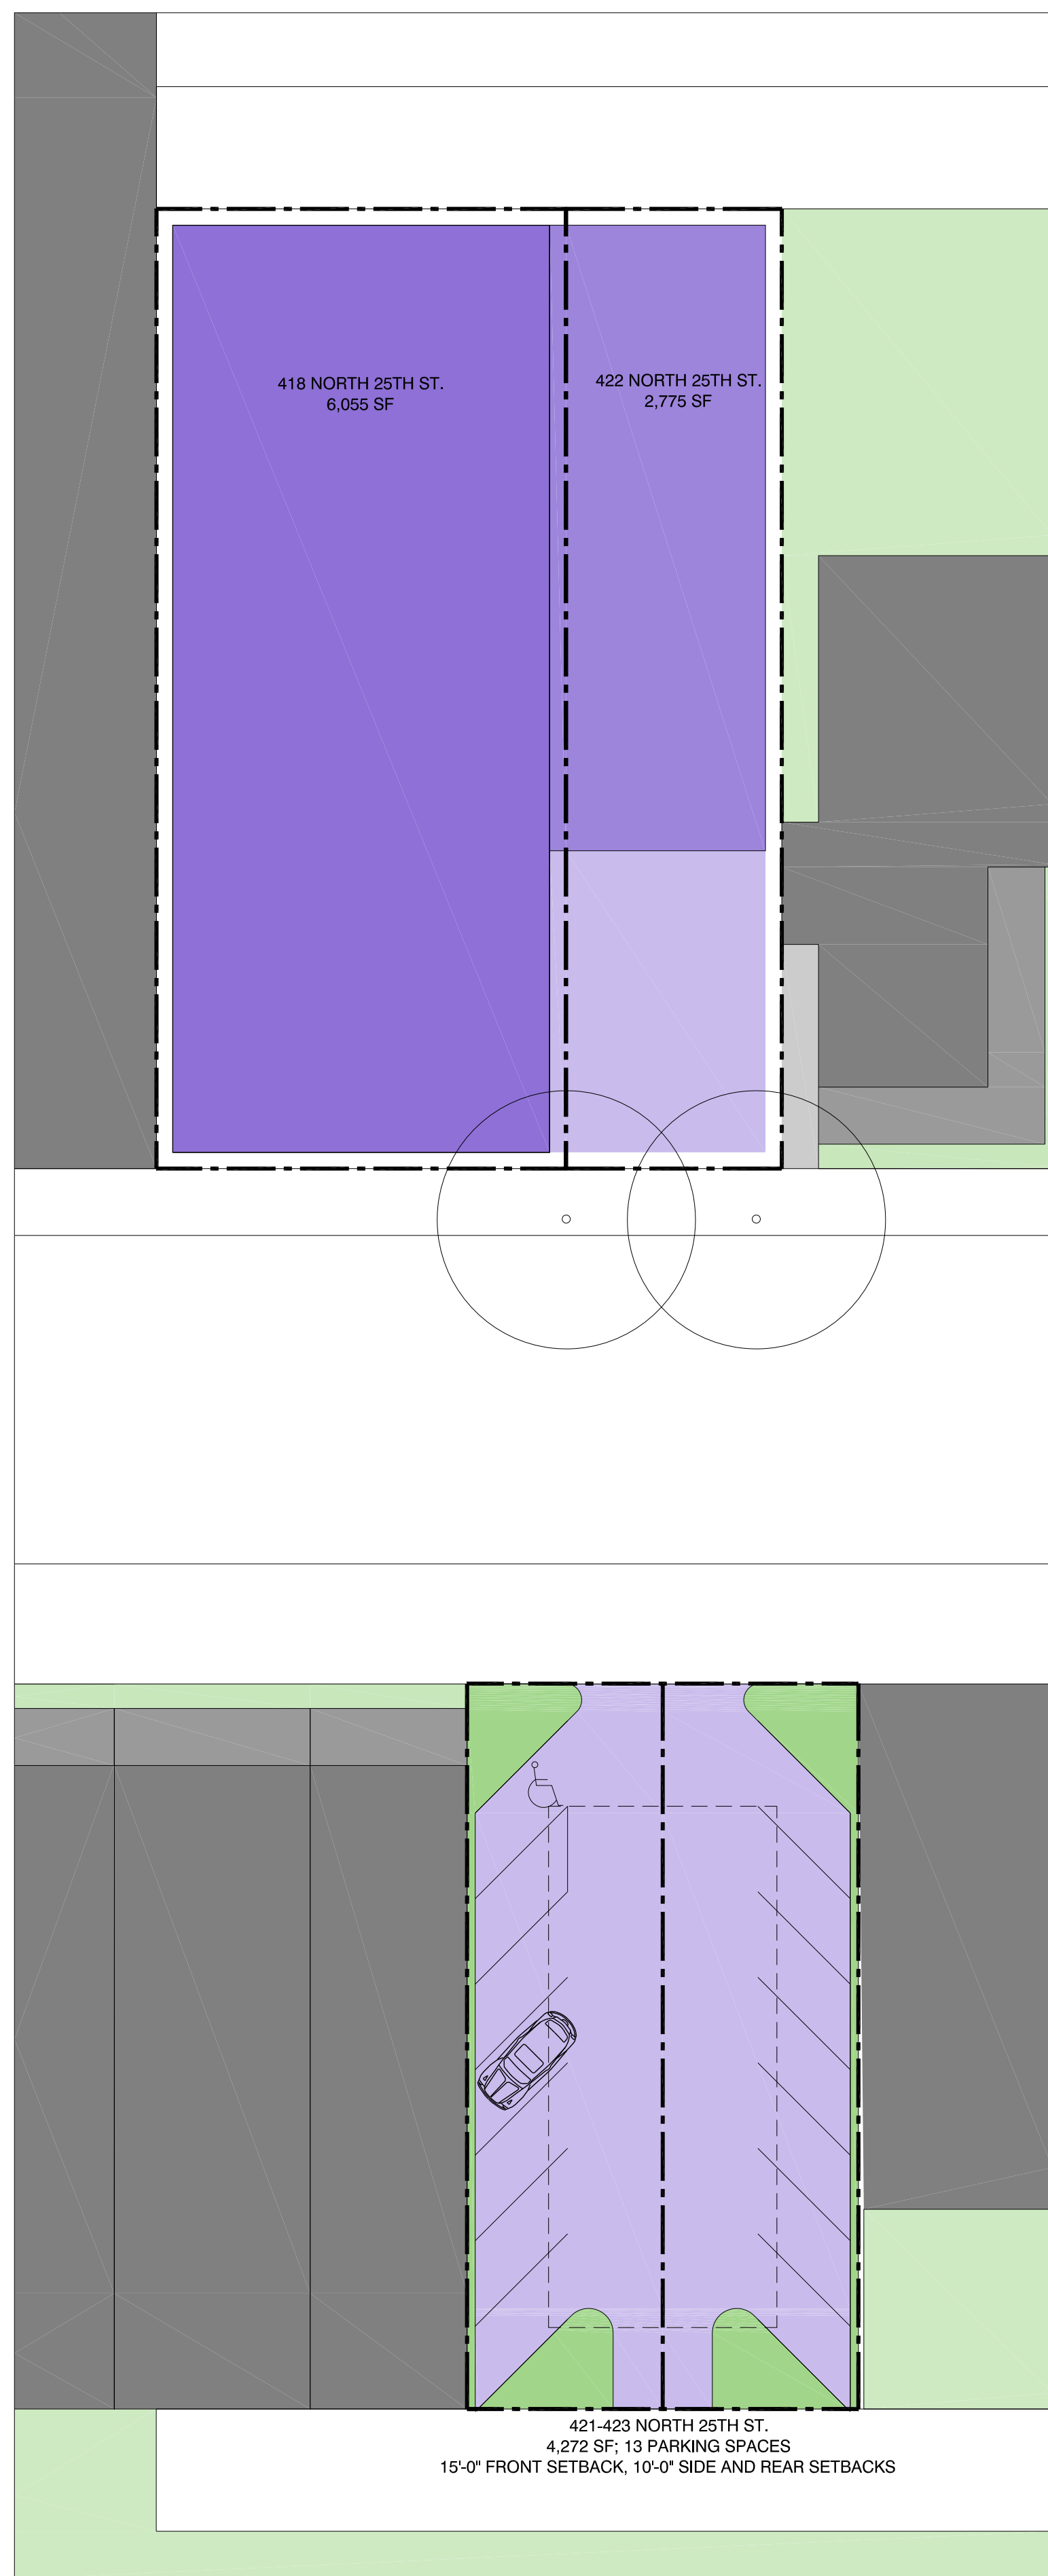 418 NORTH 25TH ST.
6,055 SF
422 NORTH 25TH ST.
2,775 SF
421-423 NORTH 25TH ST.
4,272 SF; 13 PARKING SPACES
15'-0" FRONT SETBACK, 10'-0" SIDE AND REAR SETBACKS